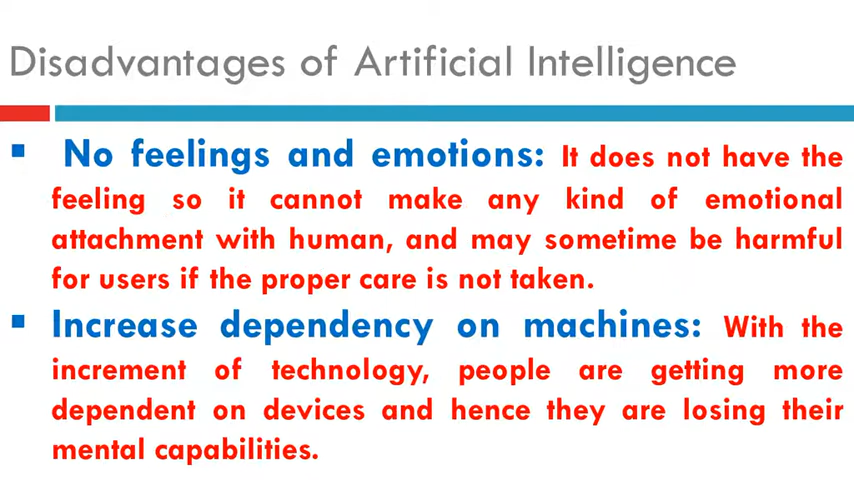 Disadvantages of Artificial Intelligence
▪ No feelings and emotions: It does not have the
feeling so it cannot make any kind of emotional
attachment with human, and may sometime be harmful
for users if the proper care is not taken.
▪ Increase dependency on machines: With the
increment of technology, people are getting more
dependent on devices and hence they are losing their
mental capabilities.